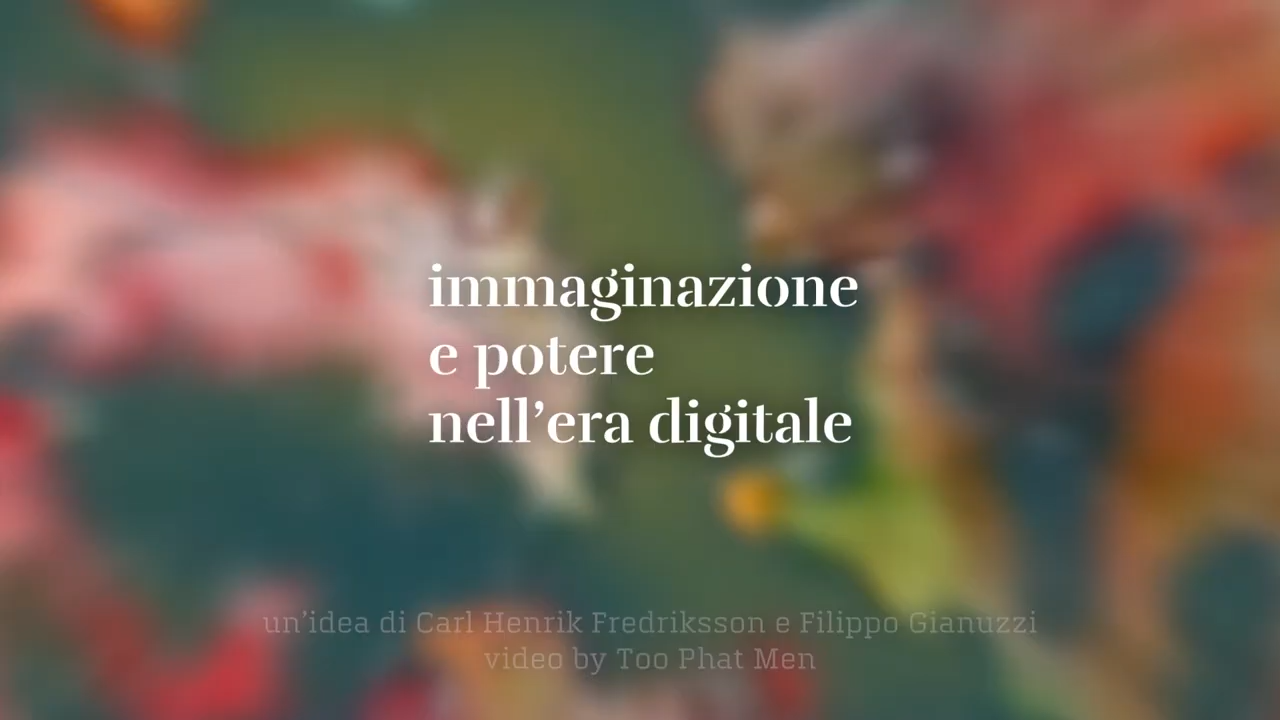 immaginazione
e potere
nell’era digitale
un’idea di Carl Henrik Fredriksson e Filippo Gianuzzi
video by Too Phat Men